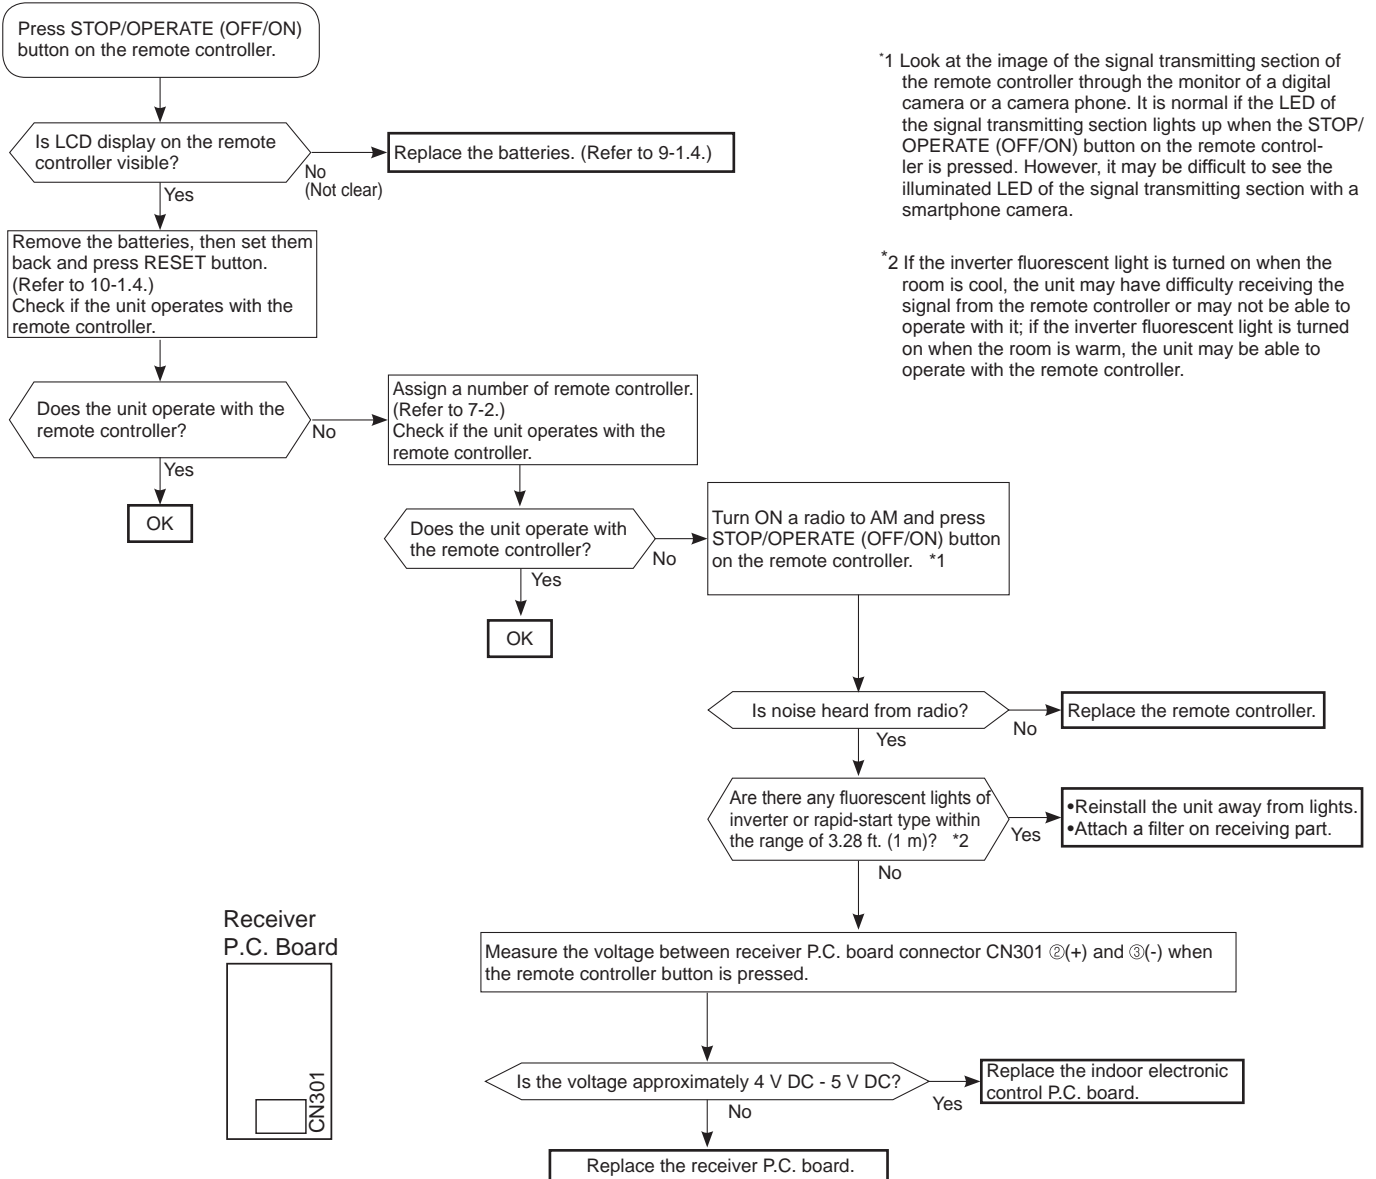 Press STOP/OPERATE (OFF/ON)
button on the remote controller.
Is LCD display on the remote
controller visible?
No
(Not clear)
Replace the batteries. (Refer to 9-1.4.)
Yes
Remove the batteries, then set them
back and press RESET button.
(Refer to 10-1.4.)
Check if the unit operates with the
remote controller.
Does the unit operate with the
remote controller?
No
Yes
OK
Assign a number of remote controller.
(Refer to 7-2.)
Check if the unit operates with the
remote controller.
Does the unit operate with
the remote controller?
No
Yes
OK
Turn ON a radio to AM and press
STOP/OPERATE (OFF/ON) button
on the remote controller. *1
Is noise heard from radio?
No
Replace the remote controller.
Yes
Are there any fluorescent lights of
inverter or rapid-start type within
the range of 3.28 ft. (1 m)? *2
Yes
•Reinstall the unit away from lights.
•Attach a filter on receiving part.
No
Measure the voltage between receiver P.C. board connector CN301 ②(+) and ③(-) when
the remote controller button is pressed.
Is the voltage approximately 4 V DC - 5 V DC?
Yes
Replace the indoor electronic
control P.C. board.
No
Replace the receiver P.C. board.
*1 Look at the image of the signal transmitting section of
the remote controller through the monitor of a digital
camera or a camera phone. It is normal if the LED of
the signal transmitting section lights up when the STOP/
OPERATE (OFF/ON) button on the remote control-
ler is pressed. However, it may be difficult to see the
illuminated LED of the signal transmitting section with a
smartphone camera.
*2 If the inverter fluorescent light is turned on when the
room is cool, the unit may have difficulty receiving the
signal from the remote controller or may not be able to
operate with it; if the inverter fluorescent light is turned
on when the room is warm, the unit may be able to
operate with the remote controller.
Receiver
P.C. Board
CN301